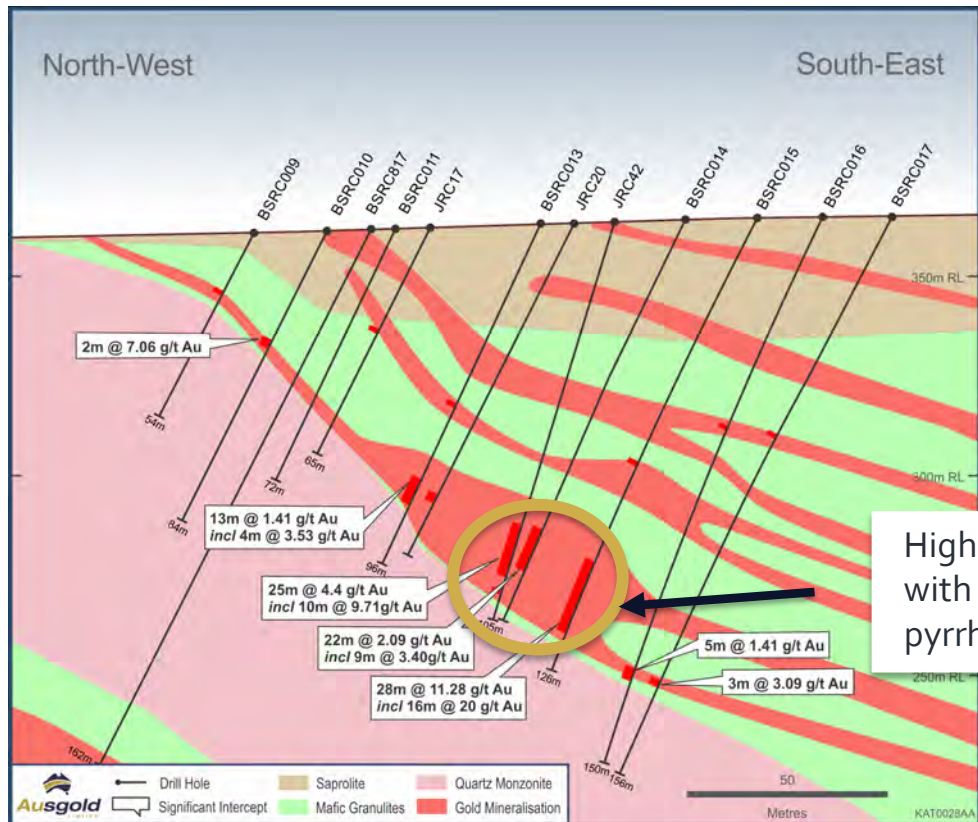 North-West
South-East
BSRC009
BSRC010
BSRC817
BSRC011
JRC17
BSRC013
JRC20
JRC42
BSRC014
BSRC015
BSRC016
BSRC017
350m RL
2m @ 7.06 g/t Au
54m
65m
72m
300m RL
84m
13m @ 1.41 g/t Au
incl 4m @ 3.53 g/t Au
96m
High
with
pyrrh
25m @ 4.4 g/t Au
incl 10m @ 9.71g/t Au
105m
22m @ 2.09 g/t Au
incl 9m @ 3.40g/t Au
5m @ 1.41 g/t Au
126m
250m RL
28m @ 11.28 g/t Au
incl 16m @ 20 g/t Au
3m @ 3.09 g/t Au
162m
150m
156m
Ausgold
Drill Hole
Saprolite
Quartz Monzonite
Significant Intercept
Mafic Granulites
Gold Mineralisation
50
Metres
KAT0028AA